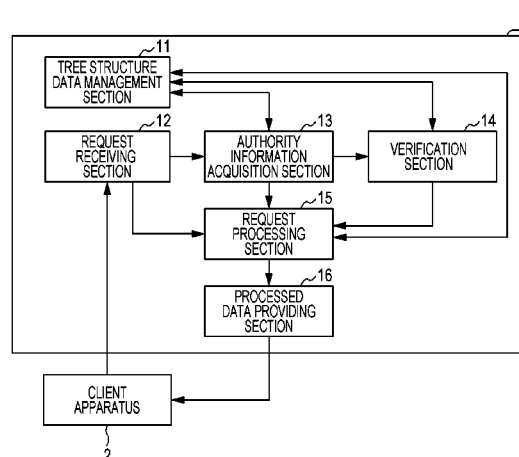 11
TREE STRUCTURE
DATA MANAGEMENT
SECTION
12
REQUEST
RECEIVING
SECTION
13
AUTHORITY
INFORMATION
ACQUISITION SECTION
14
VERIFICATION
SECTION
15
REQUEST
PROCESSING
SECTION
16
PROCESSED
DATA PROVIDING
SECTION
CLIENT
APPARATUS
2